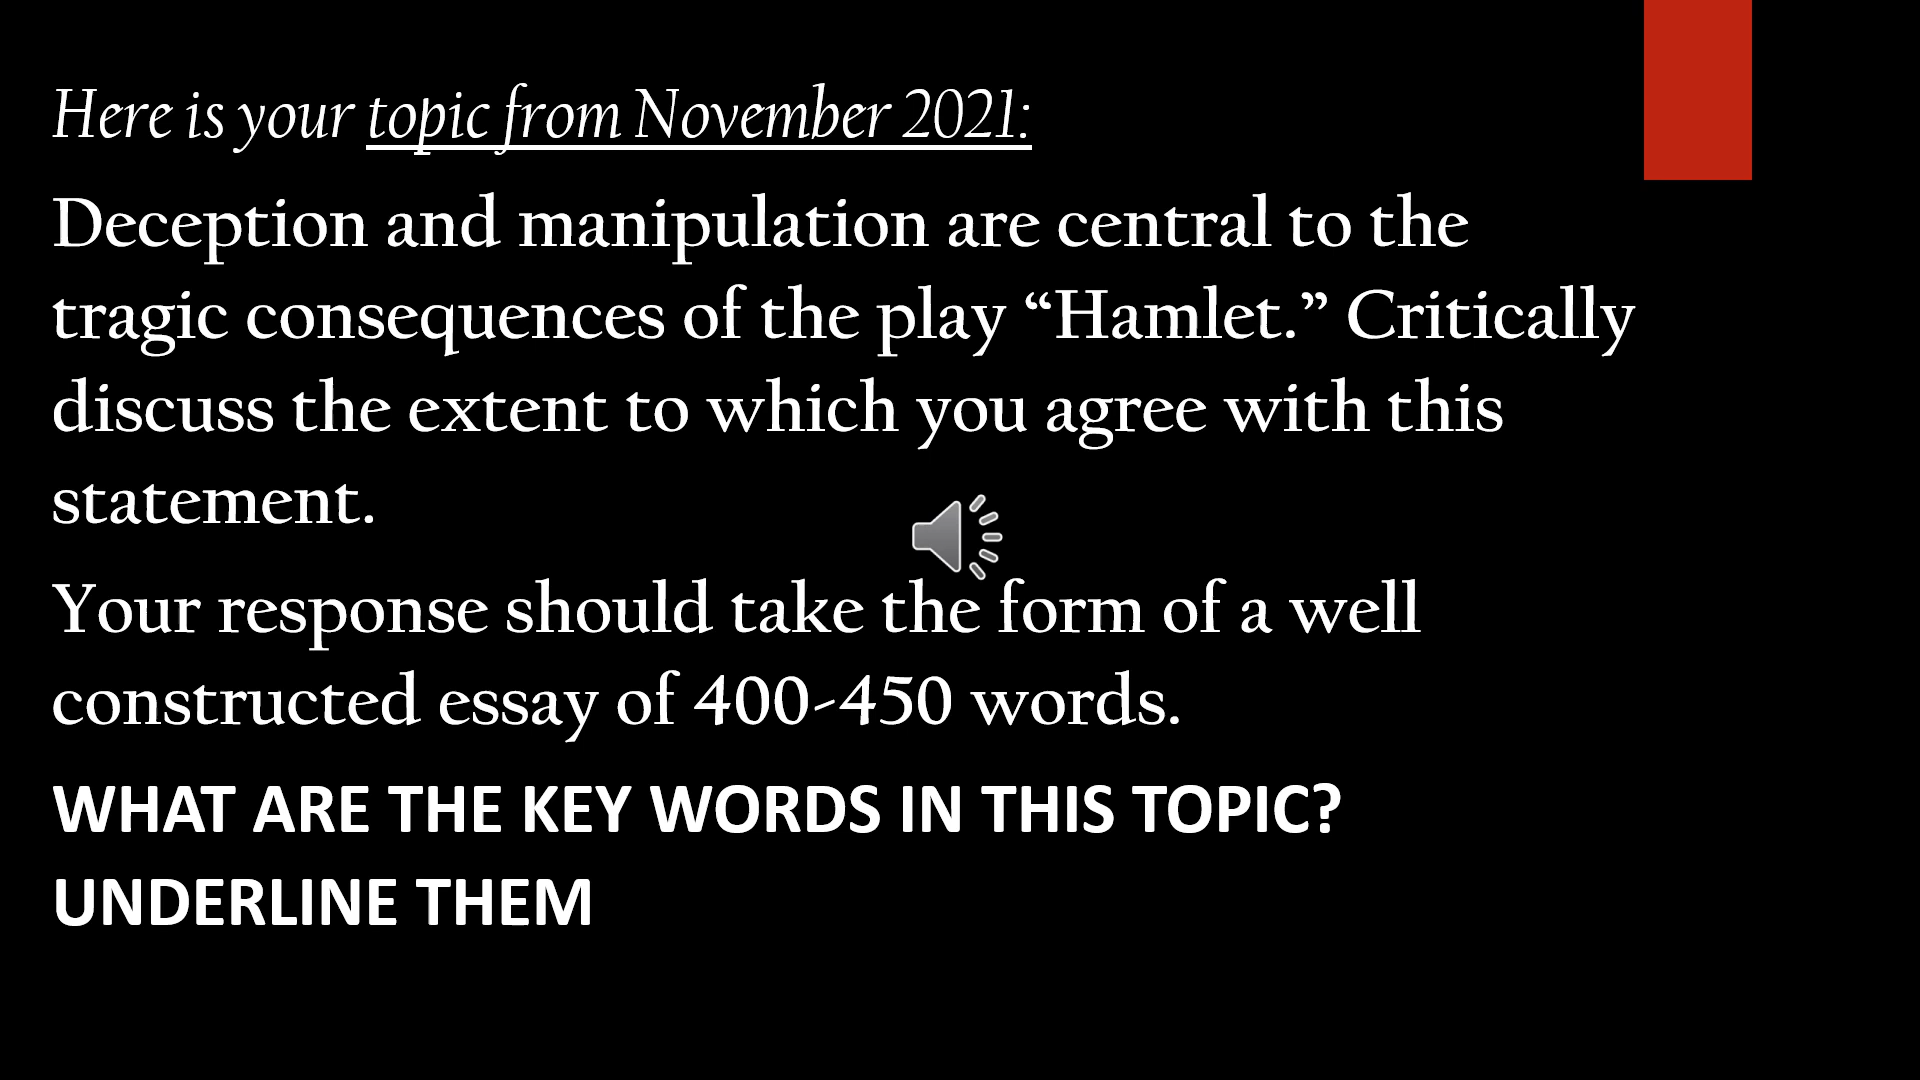 Here is your topic from November 2021:
Deception and manipulation are central to the
tragic consequences of the play “Hamlet.” Critically
discuss the extent to which you agree with this
statement.
Your response should take the form of a well
constructed essay of 400-450 words.
WHAT ARE THE KEY WORDS IN THIS TOPIC?
UNDERLINE THEM